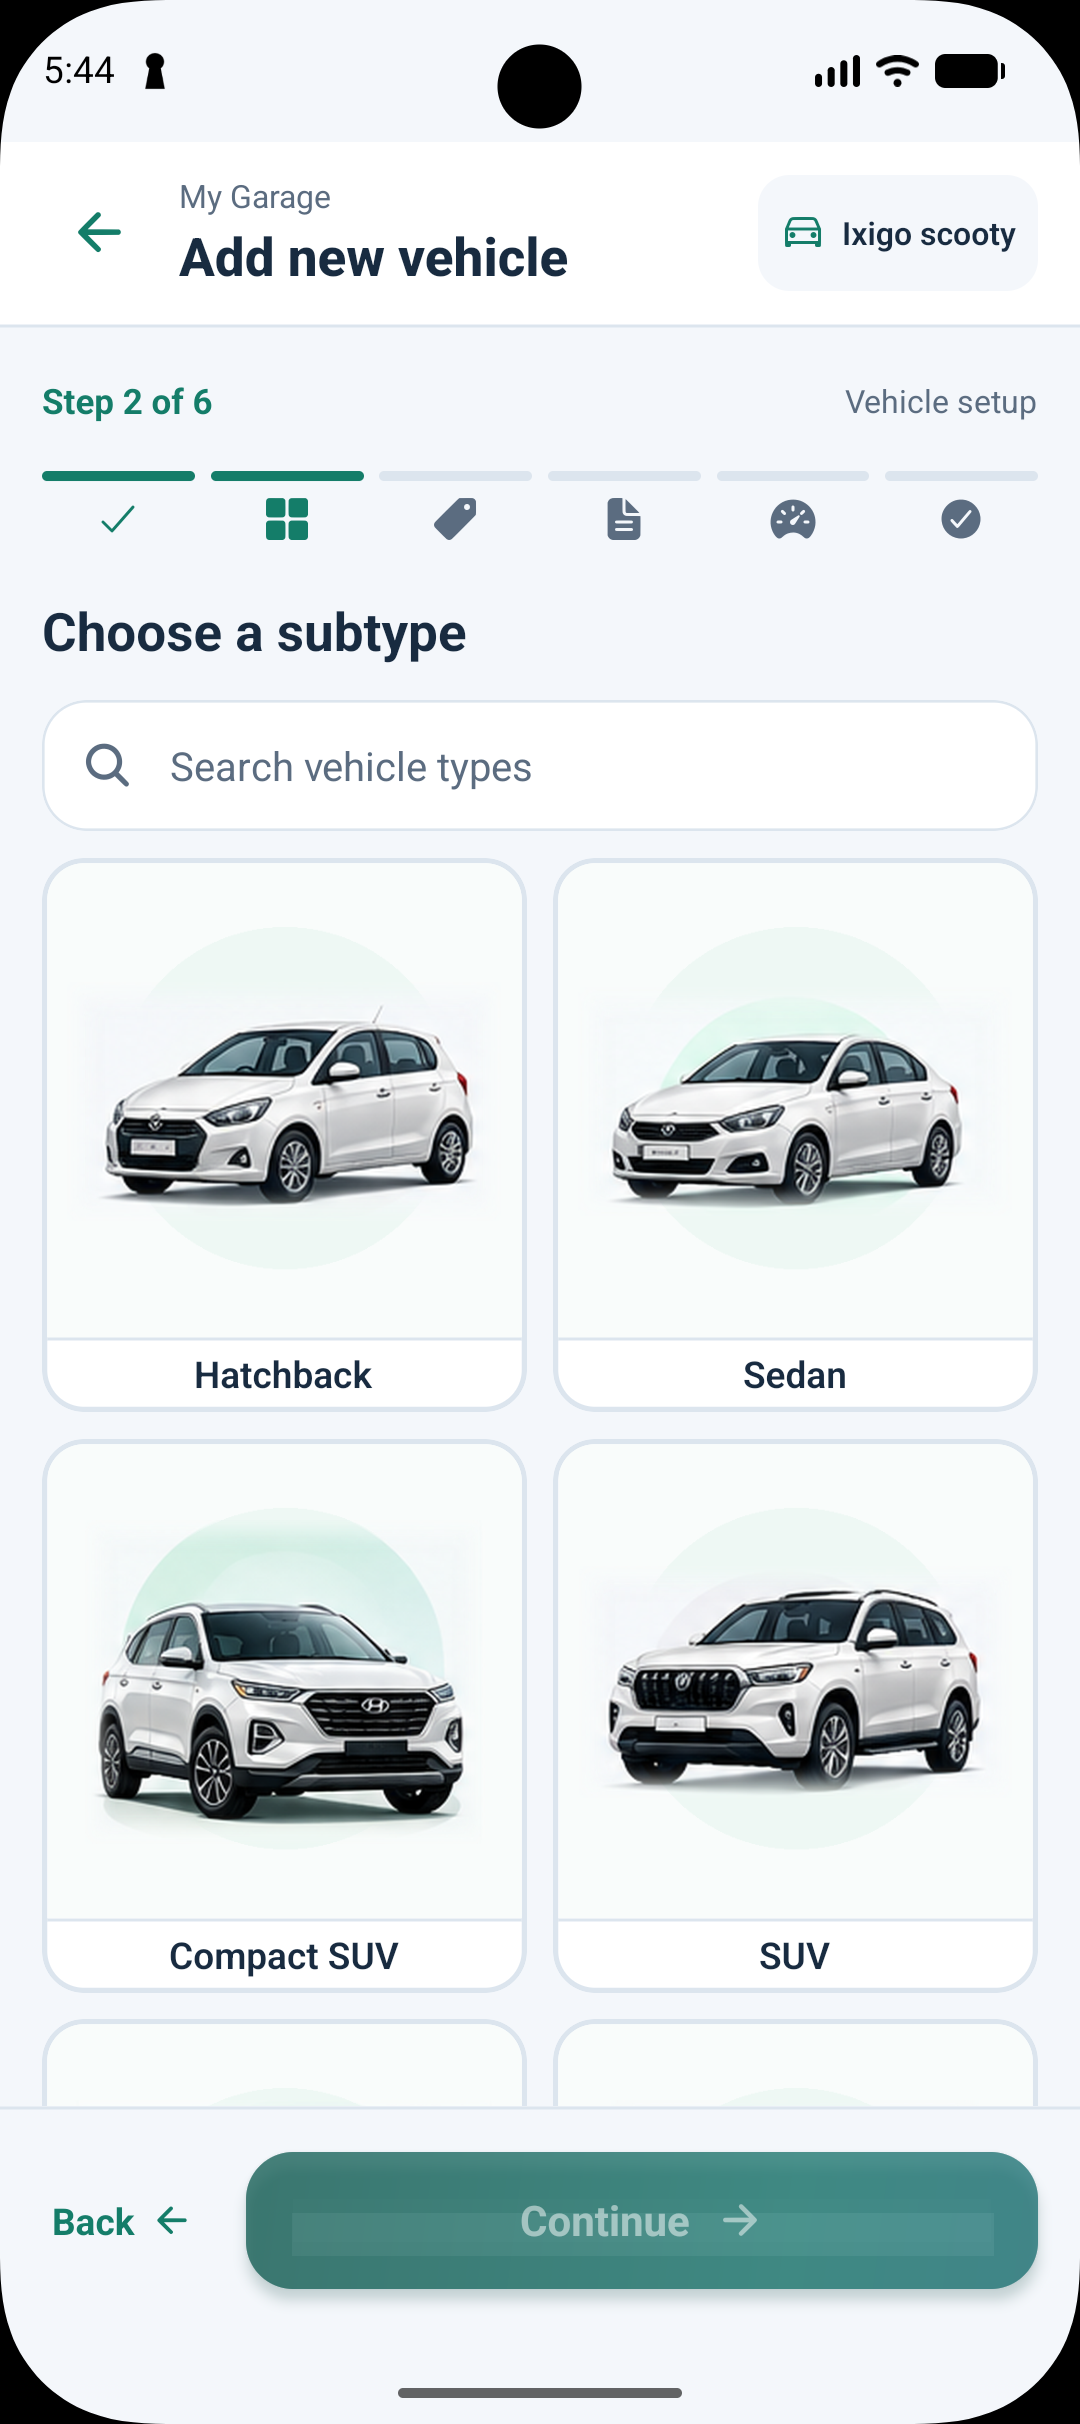 5:44
My Garage
Add new vehicle
Ixigo scooty
Step 2 of 6
Vehicle setup
Choose a subtype
Search vehicle types
Hatchback
Sedan
Compact SUV
SUV
Back
Continue